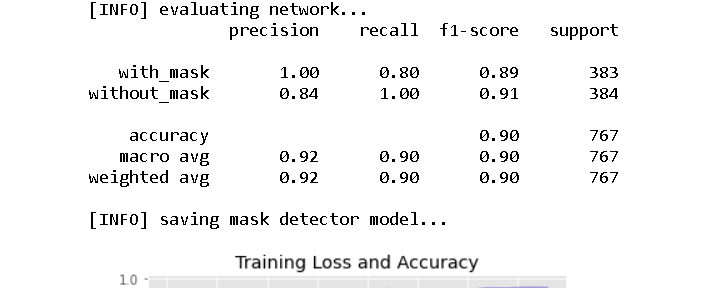 [INFO] evaluating network...
precision recall f1-score support
with_mask 1.00 0.80 0.89 383
without_mask 0.84 1.00 0.91 384
accuracy 0.90 767
macro avg 0.92 0.90 0.90 767
weighted avg 0.92 0.90 0.90 767
[INFO] saving mask detector model...
Training Loss and Accuracy
1.0